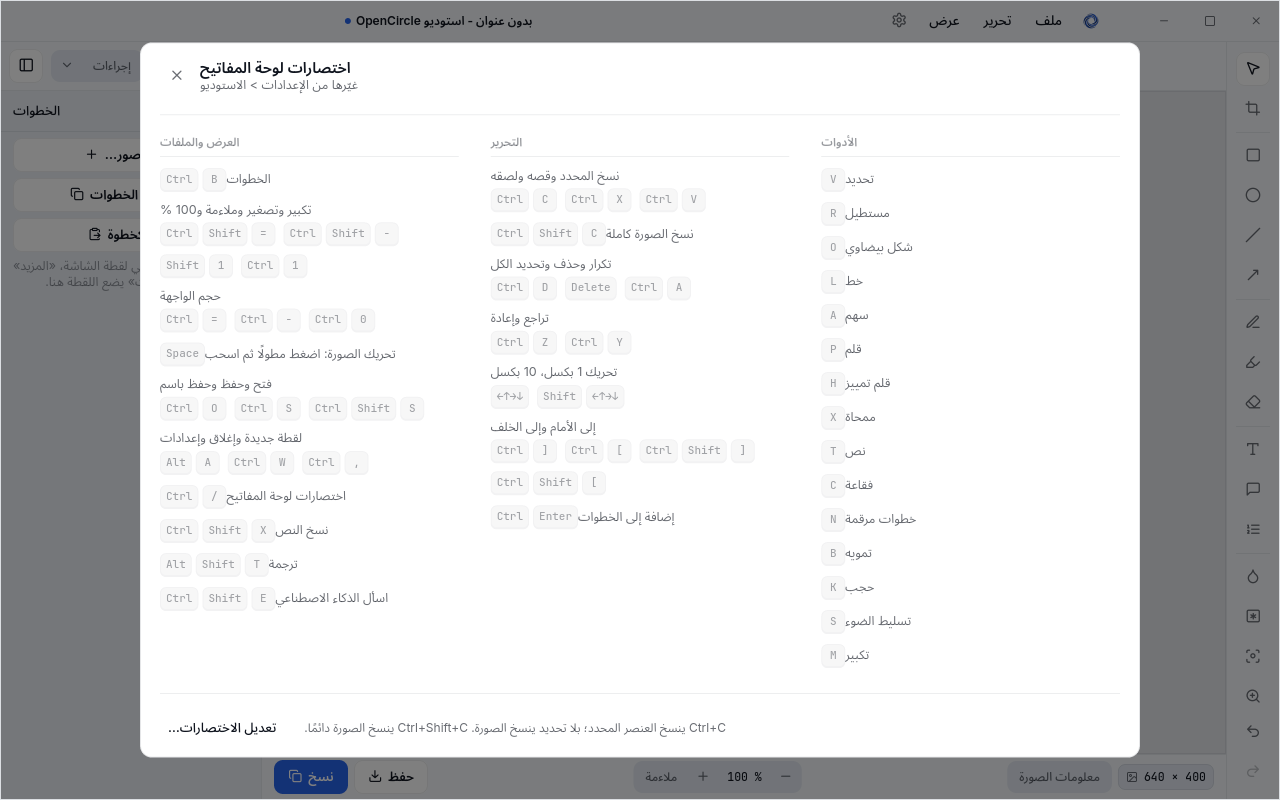 بدون عنوان - استوديو OpenCircle
ملف
تحرير
عرض
إجراءات
الخطوات
اختصارات لوحة المفاتيح
غيّرها من الإعدادات > الاستوديو
الأدوات
تحديد V
مستطيل R
شكل بيضاوي O
خط L
سهم A
قلم P
قلم تمييز H
ممحاة X
نص T
فقاعة C
خطوات مرقمة N
تمويه B
حجب K
تسليط الضوء S
تكبير M
التحرير
نسخ المحدد وقصه ولصقه
Ctrl C Ctrl X Ctrl V
نسخ الصورة كاملة Ctrl Shift C
تكرار وحذف وتحديد الكل
Ctrl D Delete Ctrl A
تراجع وإعادة
Ctrl Z Ctrl Y
تحريك 1 بكسل، 10 بكسل
←↑→↓ Shift ←↑→↓
إلى الأمام وإلى الخلف
Ctrl ] Ctrl [ Ctrl Shift ]
Ctrl Shift [
إضافة إلى الخطوات Ctrl Enter
العرض والملفات
الخطوات Ctrl B
تكبير وتصغير وملاءمة و100 %
Ctrl Shift = Ctrl Shift -
Shift 1 Ctrl 1
حجم الواجهة
Ctrl = Ctrl - Ctrl 0
تحريك الصورة: اضغط مطولًا ثم اسحب Space
فتح وحفظ وحفظ باسم
Ctrl O Ctrl S Ctrl Shift S
لقطة جديدة وإغلاق وإعدادات
Alt A Ctrl W Ctrl ,
اختصارات لوحة المفاتيح Ctrl /
نسخ النص Ctrl Shift X
ترجمة Alt Shift T
اسأل الذكاء الاصطناعي Ctrl Shift E
Ctrl+C ينسخ العنصر المحدد؛ بلا تحديد ينسخ الصورة. Ctrl+Shift+C ينسخ الصورة دائمًا.
تعديل الاختصارات...
الخطوات
ي لقطة الشاشة، «المزيد»
» يضع اللقطة هنا.
640 × 400
معلومات الصورة
100 %
ملاءمة
حفظ
نسخ